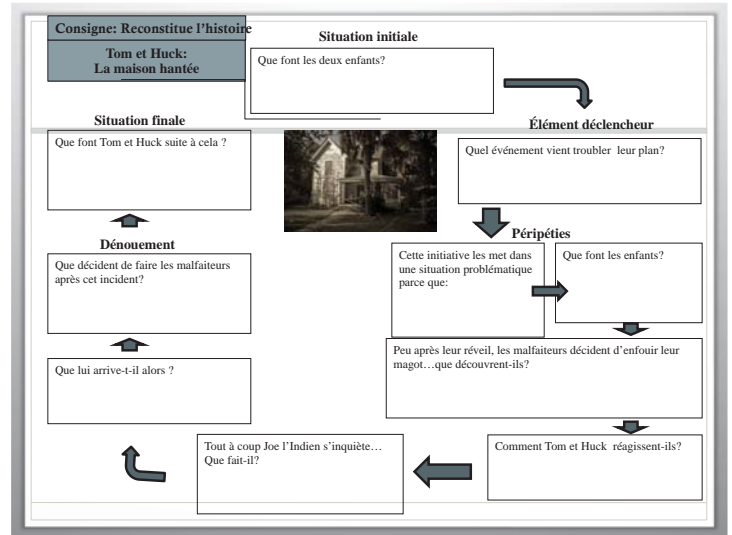 Consigne: Reconstitue l'histoire
Tom et Huck:
La maison hantée
Situation initiale
Que font les deux enfants?
Élément déclencheur
Quel événement vient troubler leur plan?
Péripéties
Cette initiative les met dans
une situation problématique
parce que:
Que font les enfants?
Peu après leur réveil, les malfaiteurs décident d'enfouir leur
magot…que découvrent-ils?
Comment Tom et Huck réagissent-ils?
Tout à coup Joe l'Indien s'inquiète…
Que fait-il?
Que lui arrive-t-il alors ?
Dénouement
Que décident de faire les malfaiteurs
après cet incident?
Situation finale
Que font Tom et Huck suite à cela ?